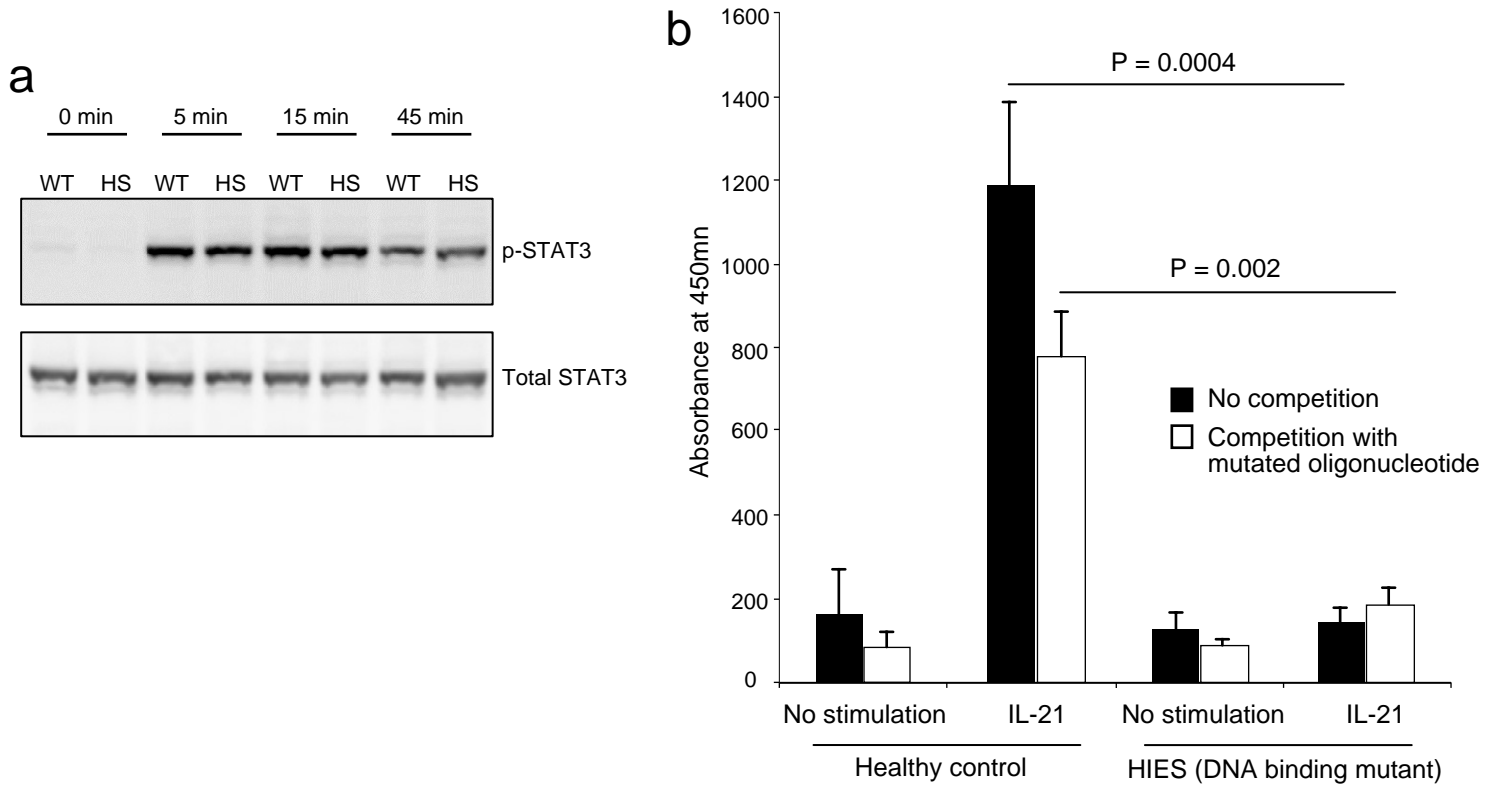 a
0 min 5 min 15 min 45 min
WT HS WT HS WT HS WT HS
p-STAT3
Total STAT3
b
1600
1400
1200
1000
800
600
400
200
0
Absorbance at 450mn
P = 0.0004
P = 0.002
No competition
Competition with
mutated oligonucleotide
No stimulation IL-21 No stimulation IL-21
Healthy control HIES (DNA binding mutant)